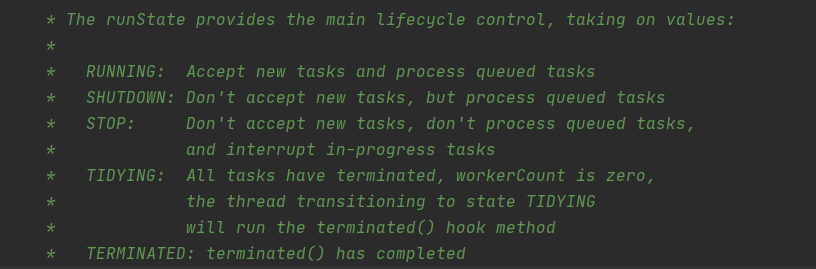 * The runState provides the main lifecycle control, taking on values:
*
*   RUNNING:  Accept new tasks and process queued tasks
*   SHUTDOWN: Don't accept new tasks, but process queued tasks
*   STOP:     Don't accept new tasks, don't process queued tasks,
*             and interrupt in-progress tasks
*   TIDYING:  All tasks have terminated, workerCount is zero,
*             the thread transitioning to state TIDYING
*             will run the terminated() hook method
*   TERMINATED: terminated() has completed